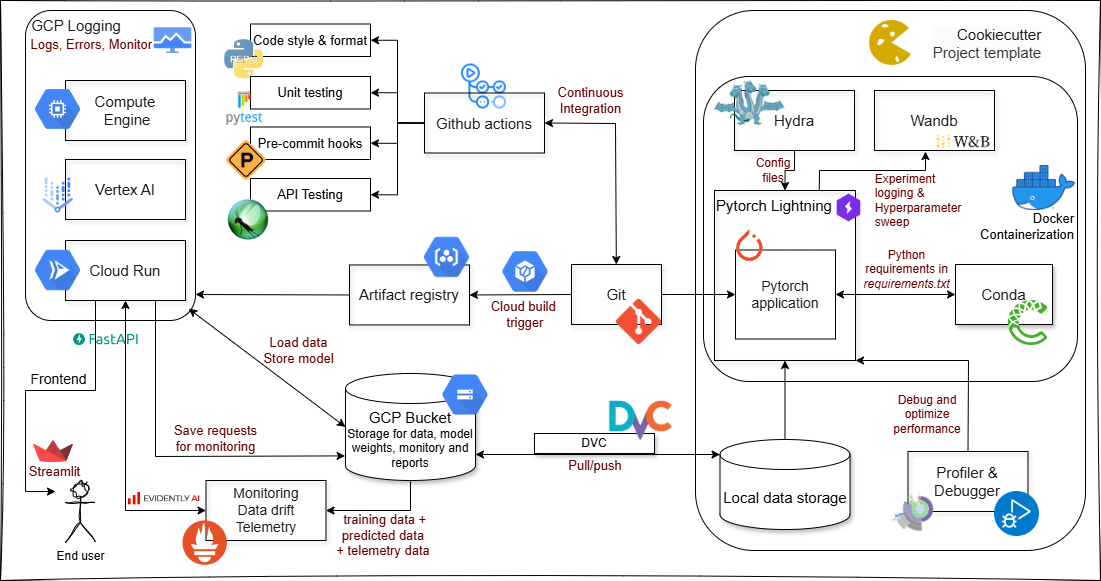 GCP Logging
Logs, Errors, Monitor
Compute
Engine
Vertex AI
Cloud Run
FastAPI
Frontend
Streamlit
End user
Code style & format
PEP8
Unit testing
pytest
Pre-commit hooks
P
API Testing
Github actions
Continuous
Integration
Artifact registry
Cloud build
trigger
Git
Load data
Store model
Save requests
for monitoring
GCP Bucket
Storage for data, model
weights, monitory and
reports
EVIDENTLY AI
Monitoring
Data drift
Telemetry
training data +
predicted data
+ telemetry data
DVC
DVC
Pull/push
Cookiecutter
Project template
Hydra
Wandb
W&B
Config
files
Experiment
logging &
Hyperparameter
sweep
Pytorch Lightning
Docker
Containerization
Pytorch
application
Python
requirements in
requirements.txt
Conda
Debug and
optimize
performance
Local data storage
Profiler &
Debugger